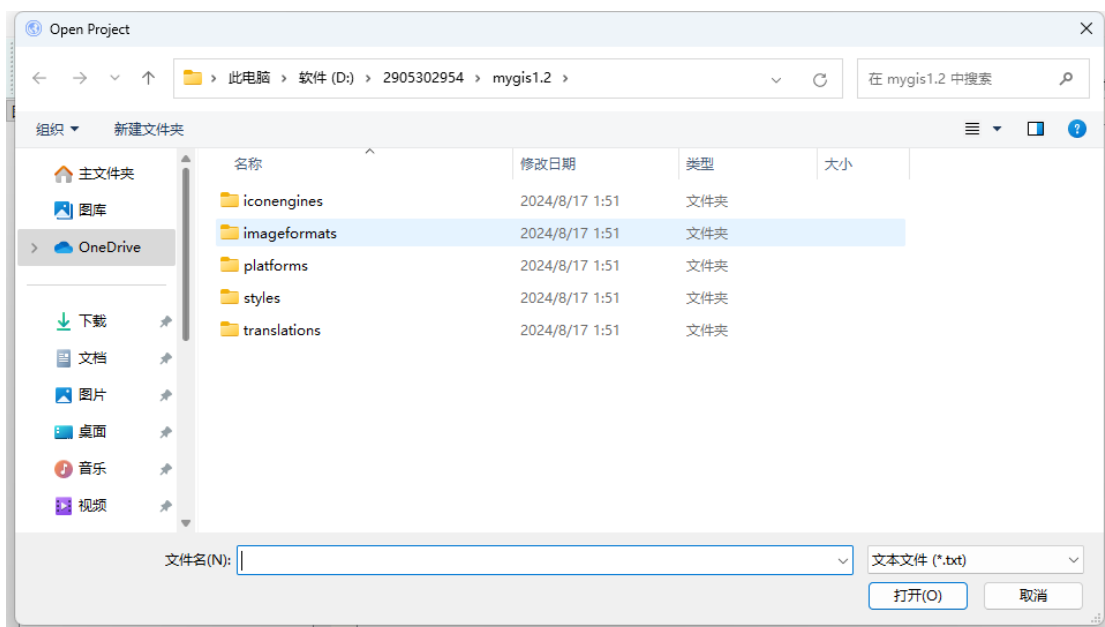 Open Project
此电脑 › 软件 (D:) › 2905302954 › mygis1.2 ›
在 mygis1.2 中搜索
组织 新建文件夹
名称 修改日期 类型 大小
主文件夹
图库
OneDrive
下载
文档
图片
桌面
音乐
视频
iconengines 2024/8/17 1:51 文件夹
imageformats 2024/8/17 1:51 文件夹
platforms 2024/8/17 1:51 文件夹
styles 2024/8/17 1:51 文件夹
translations 2024/8/17 1:51 文件夹
文件名(N): 文本文件 (*.txt)
打开(O) 取消